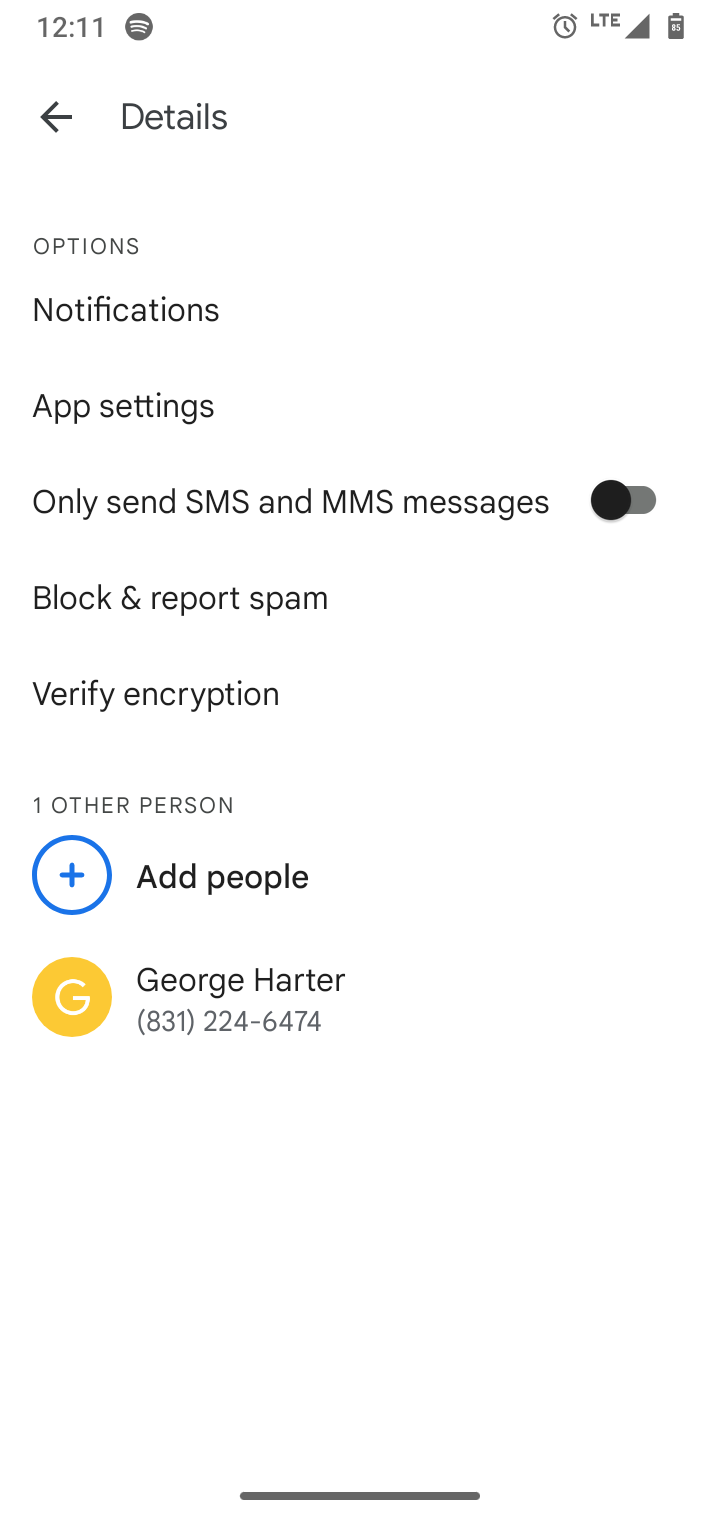 12:11
LTE
85
Details
OPTIONS
Notifications
App settings
Only send SMS and MMS messages
Block & report spam
Verify encryption
1 OTHER PERSON
Add people
G
George Harter
(831) 224-6474